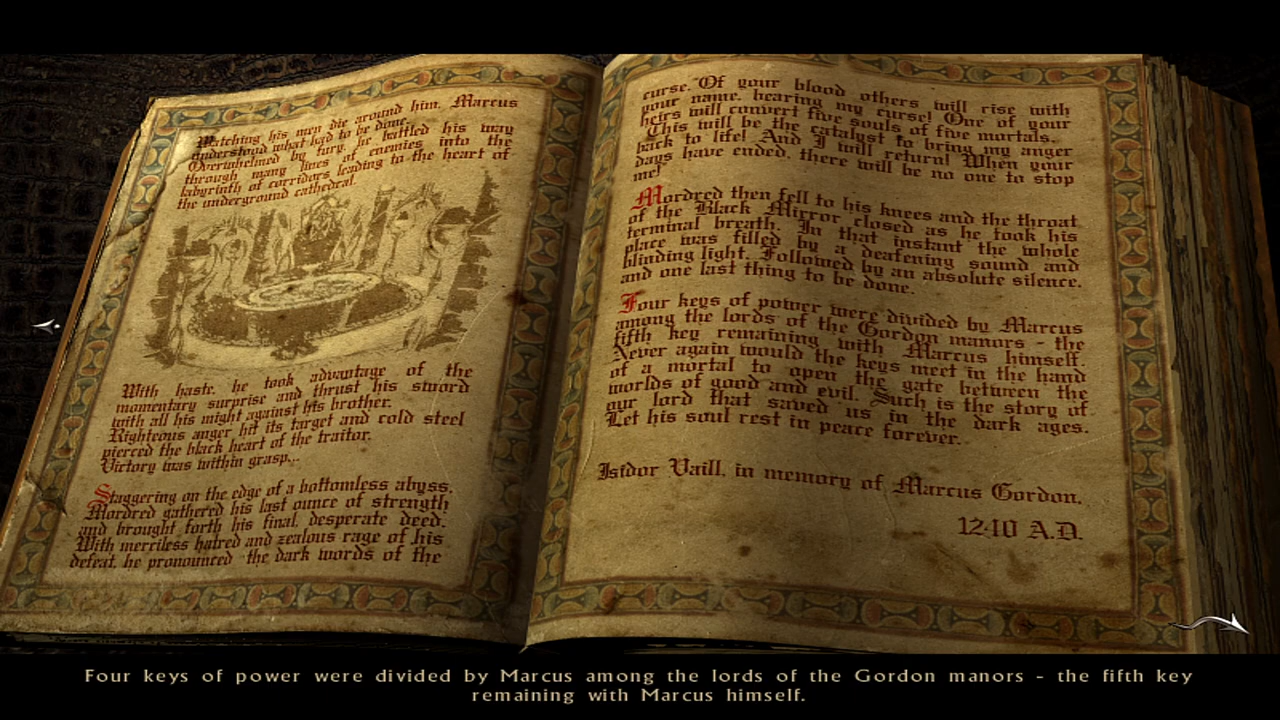 Watching his men die around him, Marcus
understood what had to be done.
Overwhelmed by fury, he battled his way
through many lines of enemies into the
labyrinth of corridors leading to the heart of
the underground cathedral.
With haste, he took advantage of the
momentary surprise and thrust his sword
with all his might against his brother.
Righteous anger hit its target and cold steel
pierced the black heart of the traitor.
Victory was within grasp...
Staggering on the edge of a bottomless abyss,
Mordred gathered his last ounce of strength
and brought forth his final, desperate deed.
With merciless hatred and zealous rage of his
defeat, he pronounced the dark words of the
curse. "Of your blood others will rise with
your name, bearing my curse! One of your
heirs will convert five souls of five mortals.
This will be the catalyst to bring my anger
back to life! And I will return! When your
days have ended, there will be no one to stop
me!"
Mordred then fell to his knees and the throat
of the Black Mirror closed as he took his
terminal breath. In that instant the whole
place was filled by a deafening sound and
blinding light. Followed by an absolute silence.
and one last thing to be done.
Four keys of power were divided by Marcus
among the lords of the Gordon manors - the
fifth key remaining with Marcus himself.
Never again would the keys meet in the hand
of a mortal to open the gate between the
worlds of good and evil. Such is the story of
our lord that saved us in the dark ages.
Let his soul rest in peace forever.
Isidor Vaill, in memory of Marcus Gordon,
1240 A.D.
Four keys of power were divided by Marcus among the lords of the Gordon manors - the fifth key
remaining with Marcus himself.